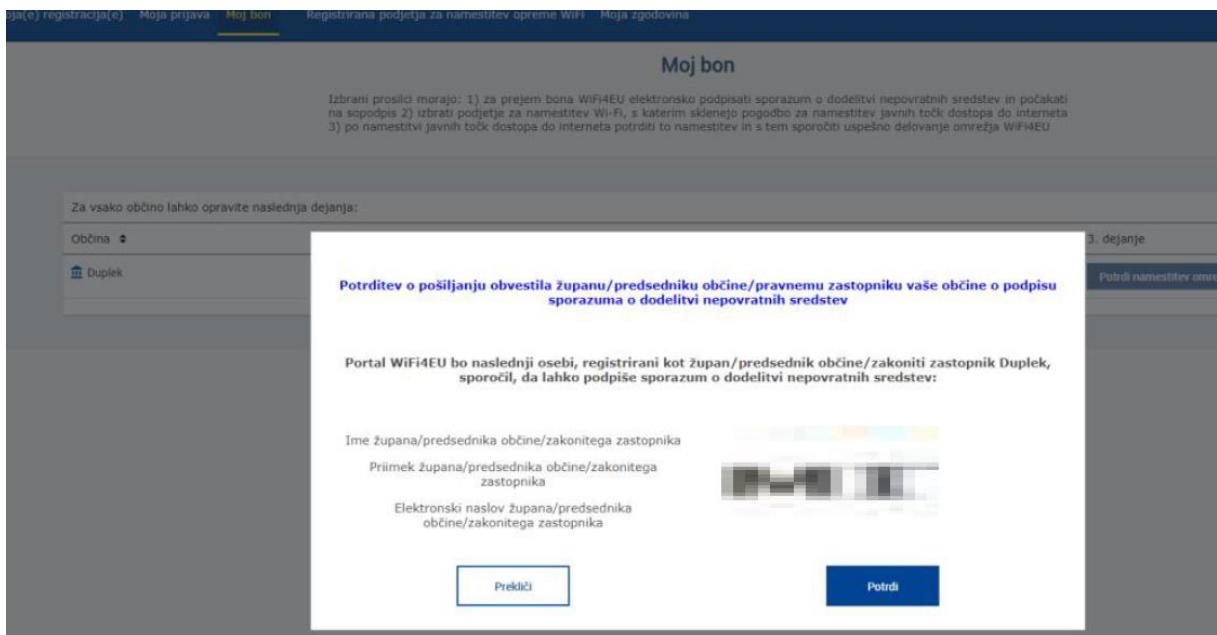 oja(e) registracija(e) Moja prijava Moj bon Registrirana podjetja za namestitev opreme WiFi Moja zgodovina
Moj bon
Izbrani prosilci morajo: 1) za prejem bona WiFi4EU elektronsko podpisati sporazum o dodelitvi nepovratnih sredstev in počakati
na sopodpis 2) izbrati podjetje za namestitev Wi-Fi, s katerim sklenejo pogodbo za namestitev javnih točk dostopa do interneta
3) po namestitvi javnih točk dostopa do interneta potrditi to namestitev in s tem sporočiti uspešno delovanje omrežja WiFi4EU
Za vsako občino lahko opravite naslednja dejanja:
Občina 3. dejanje
Duplek Potrdi namestitev omre
Potrditev o pošiljanju obvestila županu/predsedniku občine/pravnemu zastopniku vaše občine o podpisu
sporazuma o dodelitvi nepovratnih sredstev
Portal WiFi4EU bo naslednji osebi, registrirani kot župan/predsednik občine/zakoniti zastopnik Duplek,
sporočil, da lahko podpiše sporazum o dodelitvi nepovratnih sredstev:
Ime župana/predsednika občine/zakonitega zastopnika
Priimek župana/predsednika občine/zakonitega
zastopnika
Elektronski naslov župana/predsednika
občine/zakonitega zastopnika
Prekliči Potrdi